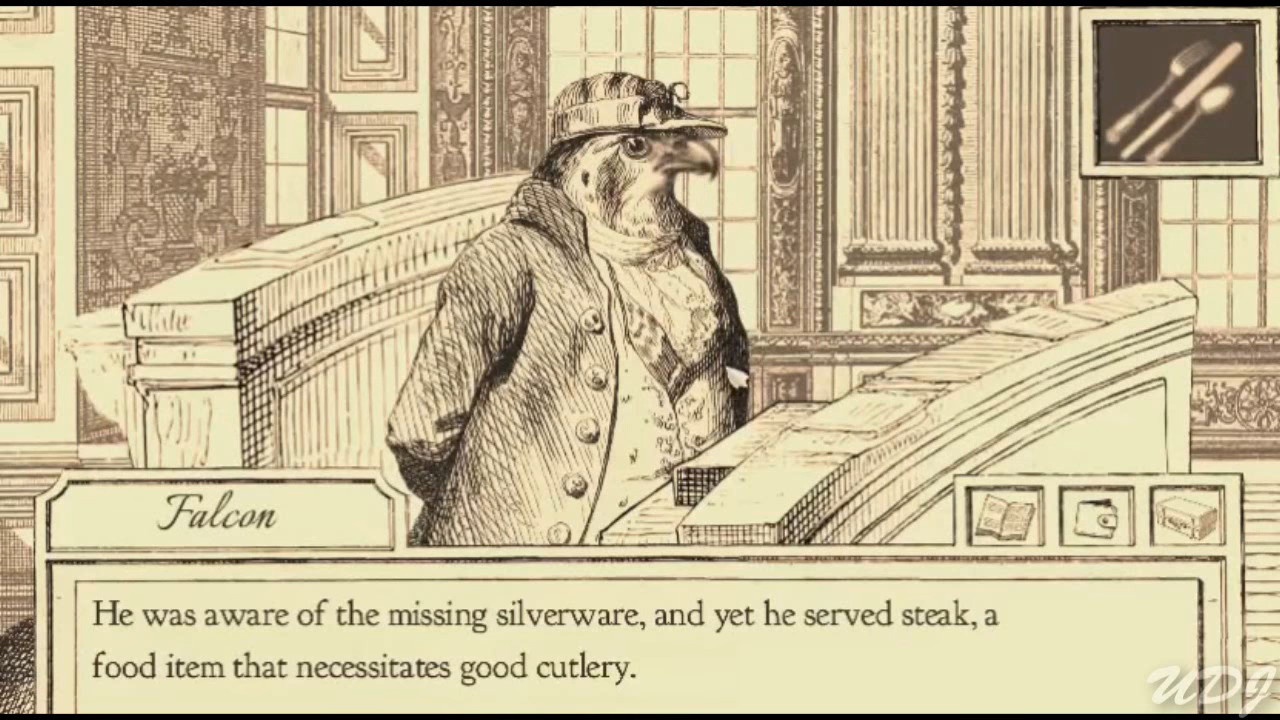 Falcon
He was aware of the missing silverware, and yet he served steak, a
food item that necessitates good cutlery.
UDJ